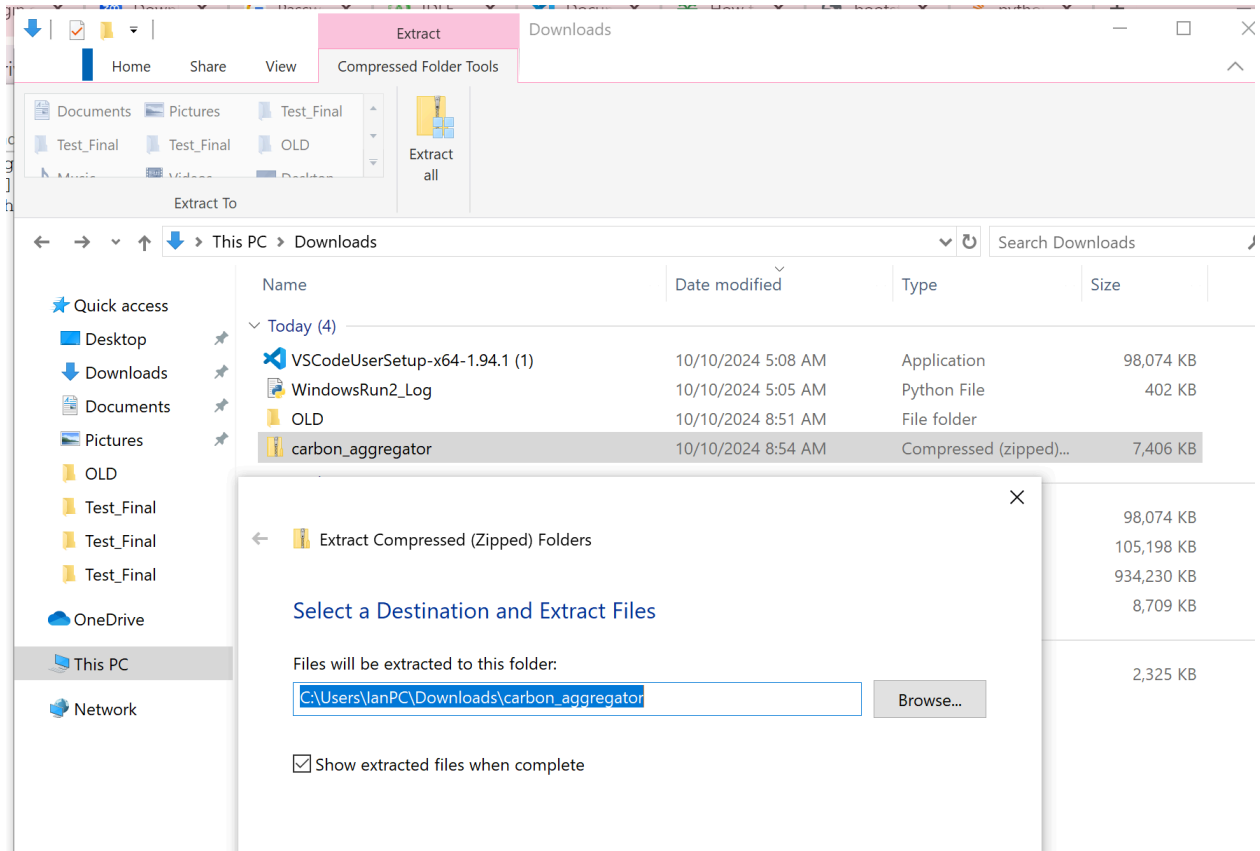 Extract
Downloads
Home Share View Compressed Folder Tools
Documents Pictures Test_Final
Test_Final Test_Final OLD
Music Videos Desktop
Extract all
Extract To
This PC > Downloads
Search Downloads
Name Date modified Type Size
Quick access
Desktop
Downloads
Documents
Pictures
OLD
Test_Final
Test_Final
Test_Final
OneDrive
This PC
Network
Today (4)
VSCodeUserSetup-x64-1.94.1 (1) 10/10/2024 5:08 AM Application 98,074 KB
WindowsRun2_Log 10/10/2024 5:05 AM Python File 402 KB
OLD 10/10/2024 8:51 AM File folder
carbon_aggregator 10/10/2024 8:54 AM Compressed (zipped)... 7,406 KB
98,074 KB
105,198 KB
934,230 KB
8,709 KB
2,325 KB
Extract Compressed (Zipped) Folders
Select a Destination and Extract Files
Files will be extracted to this folder:
C:\Users\IanPC\Downloads\carbon_aggregator
Browse...
Show extracted files when complete